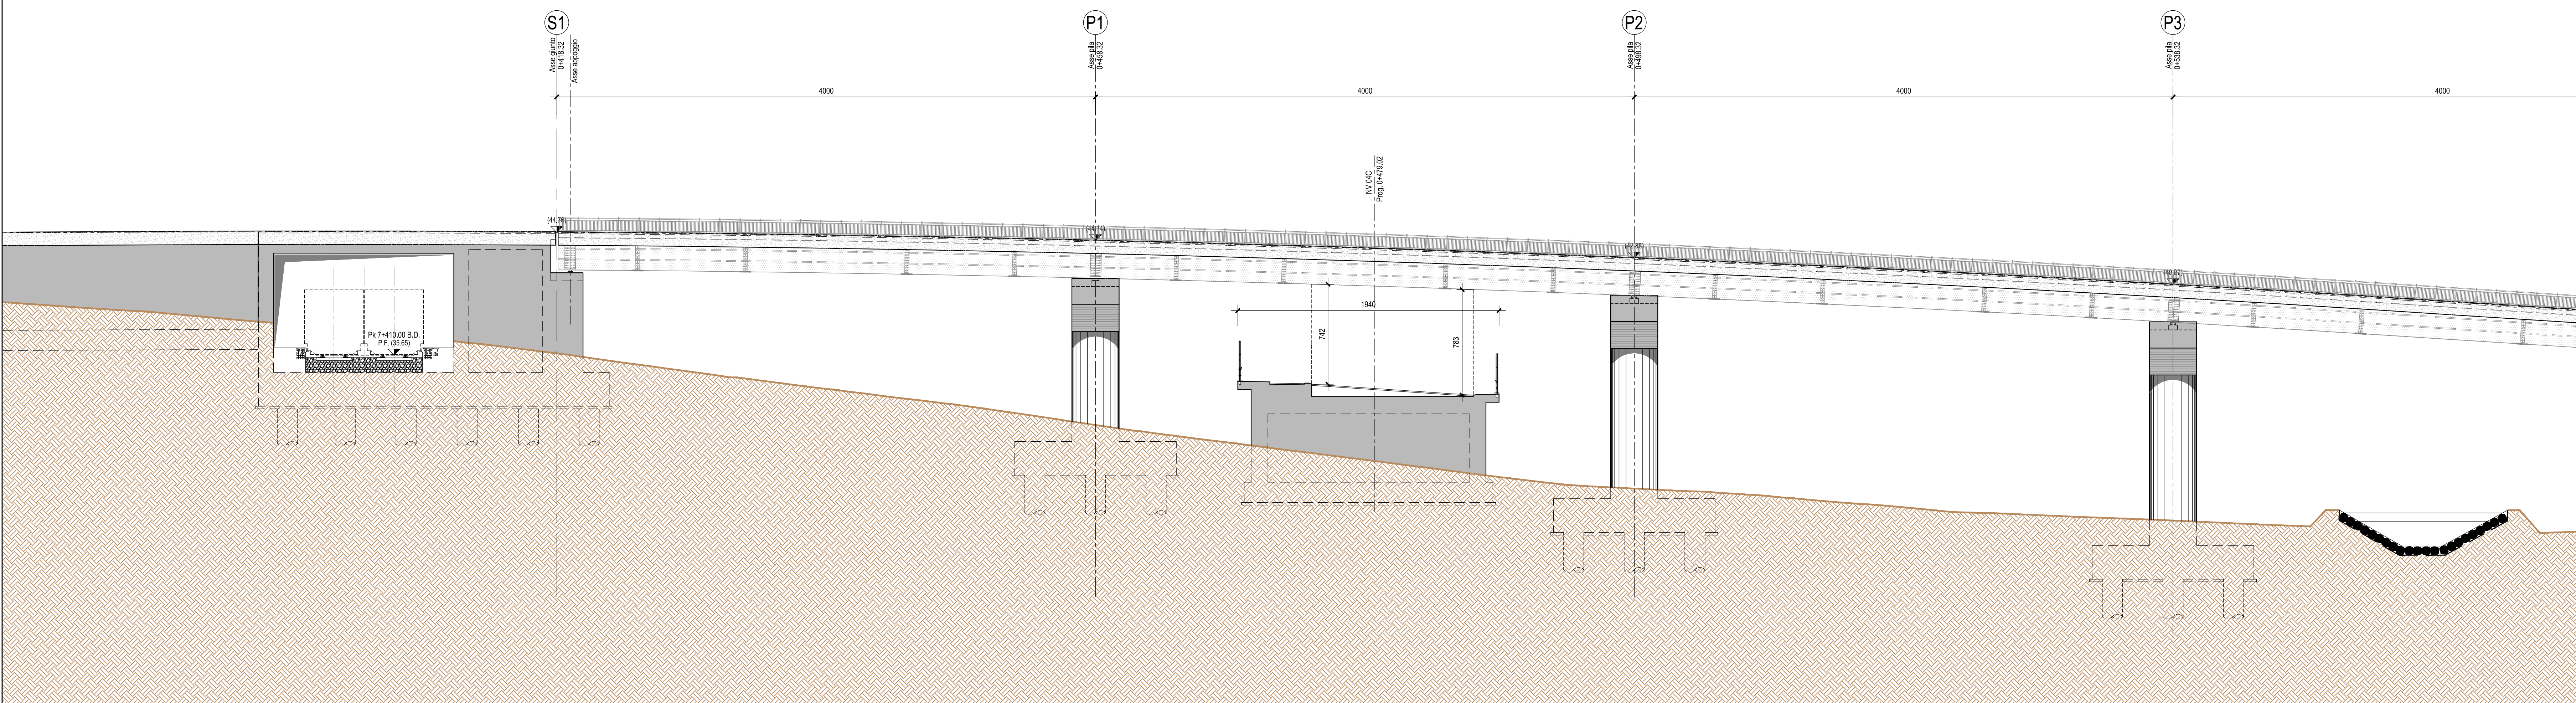 S1
P1
P2
P3
Asse giunto
0+418.32
Asse appoggio
Asse pila
0+458.32
Asse pila
0+498.32
Asse pila
0+538.32
4000
4000
4000
4000
NV 04C
Prog. 0+479.02
(44.76)
(44.14)
(42.85)
(40.87)
1940
742
783
Pk 7+410.00 B.D.
P.F. (35.65)